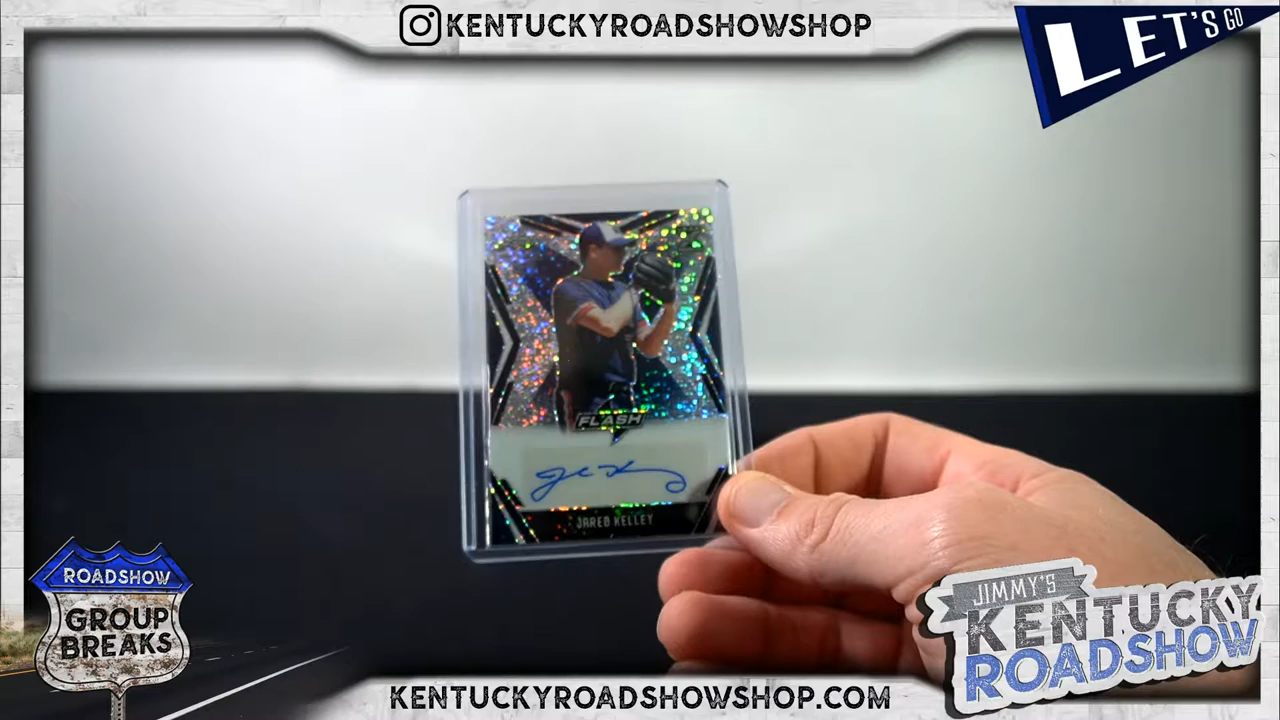 KENTUCKYROADSHOWSHOP
LET'S GO
FLASH
JARED KELLEY
ROADSHOW
GROUP
BREAKS
JIMMY'S
KENTUCKY
ROADSHOW
KENTUCKYROADSHOWSHOP.COM